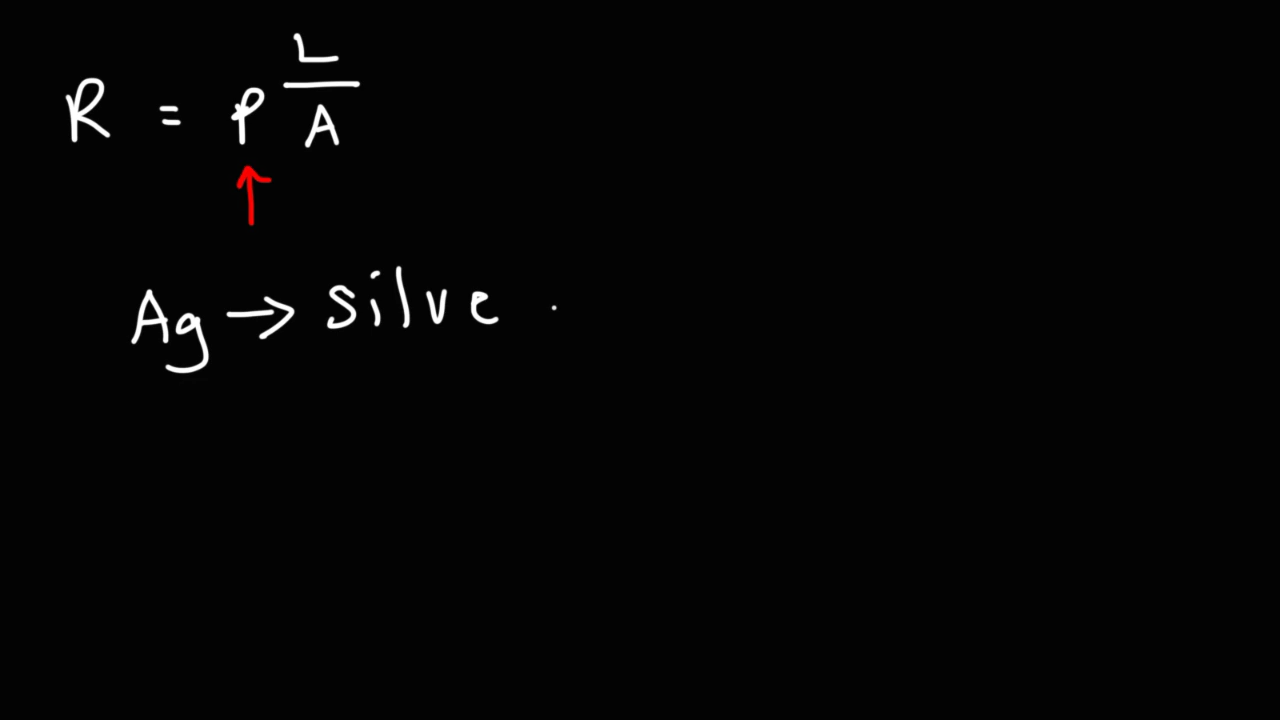 R = ρ L/A
Ag → silve